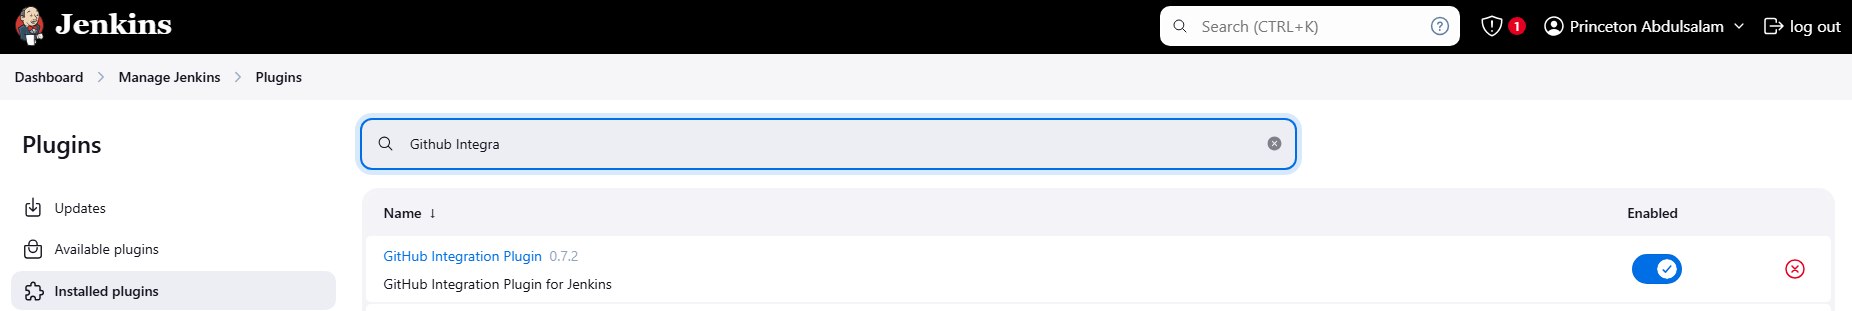 Jenkins
Search (CTRL+K)
1
Princeton Abdulsalam
log out
Dashboard
Manage Jenkins
Plugins
Plugins
Github Integra
Updates
Available plugins
Installed plugins
Name ↓
Enabled
GitHub Integration Plugin 0.7.2
GitHub Integration Plugin for Jenkins